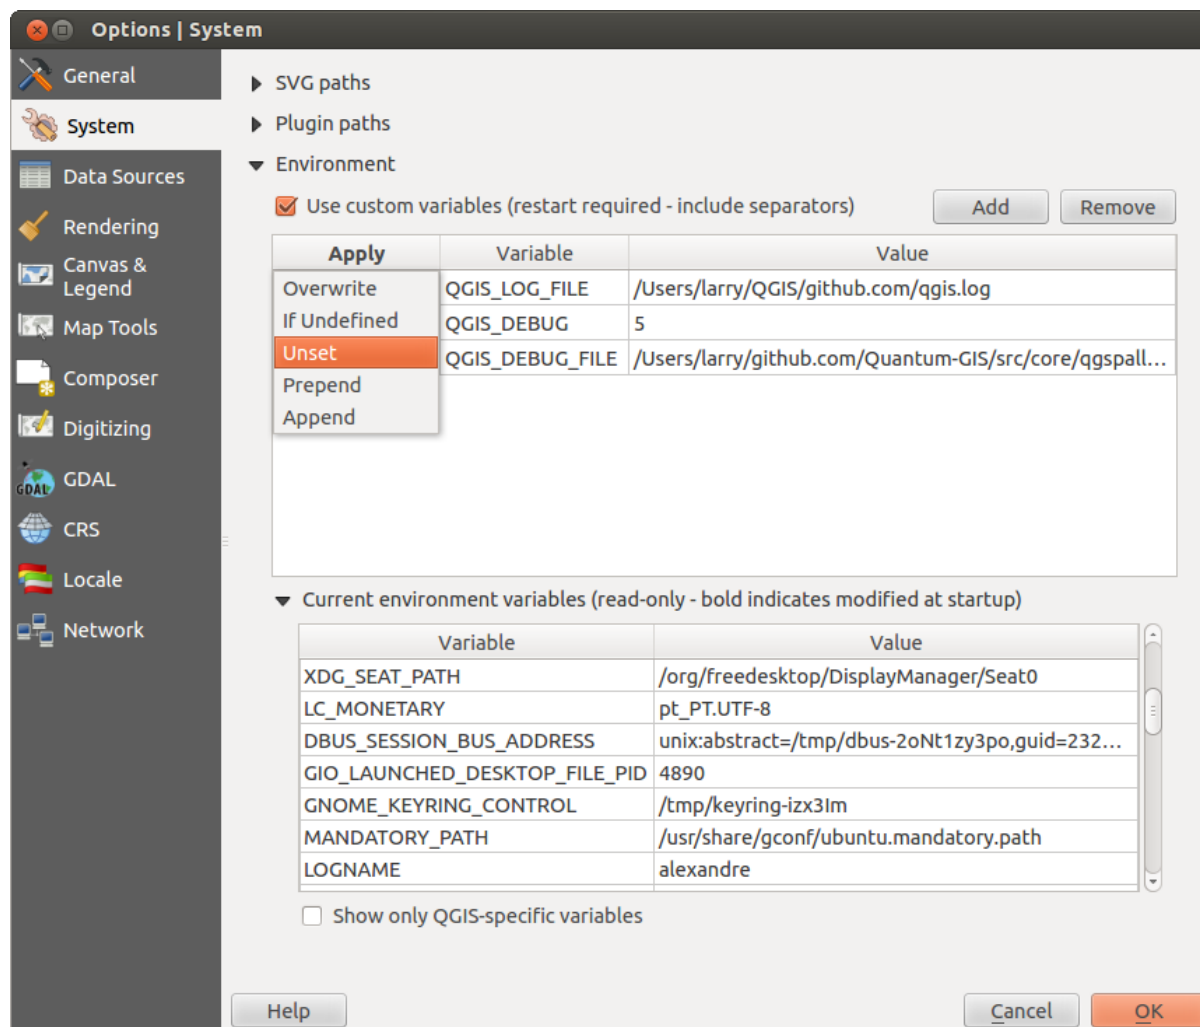 Options | System
General
System
Data Sources
Rendering
Canvas &
Legend
Map Tools
Composer
Digitizing
GDAL
GDAL
CRS
Locale
Network
SVG paths
Plugin paths
Environment
Use custom variables (restart required - include separators)
Add
Remove
Apply Variable Value
Overwrite
If Undefined
Unset
Prepend
Append
QGIS_LOG_FILE /Users/larry/QGIS/github.com/qgis.log
QGIS_DEBUG 5
QGIS_DEBUG_FILE /Users/larry/github.com/Quantum-GIS/src/core/qgspall...
Current environment variables (read-only - bold indicates modified at startup)
Variable Value
XDG_SEAT_PATH /org/freedesktop/DisplayManager/Seat0
LC_MONETARY pt_PT.UTF-8
DBUS_SESSION_BUS_ADDRESS unix:abstract=/tmp/dbus-2oNt1zy3po,guid=232...
GIO_LAUNCHED_DESKTOP_FILE_PID 4890
GNOME_KEYRING_CONTROL /tmp/keyring-izx3Im
MANDATORY_PATH /usr/share/gconf/ubuntu.mandatory.path
LOGNAME alexandre
Show only QGIS-specific variables
Help
Cancel
OK